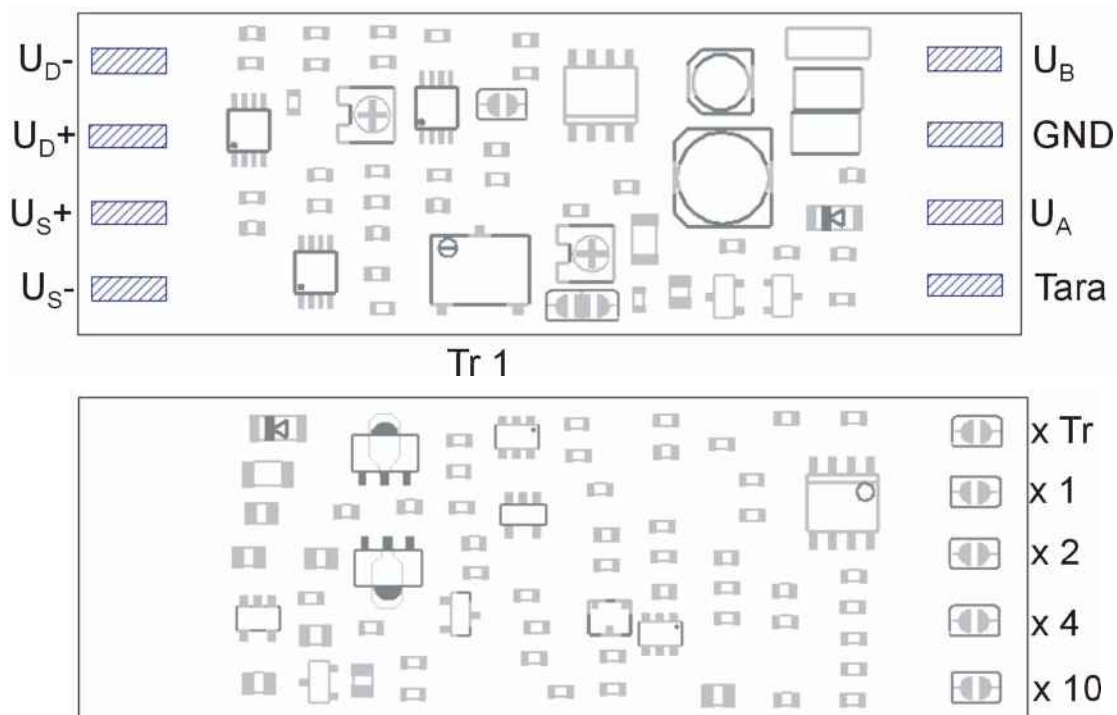 U_D- U_B
U_D+ GND
U_S+ U_A
U_S- Tara
Tr 1
x Tr
x 1
x 2
x 4
x 10